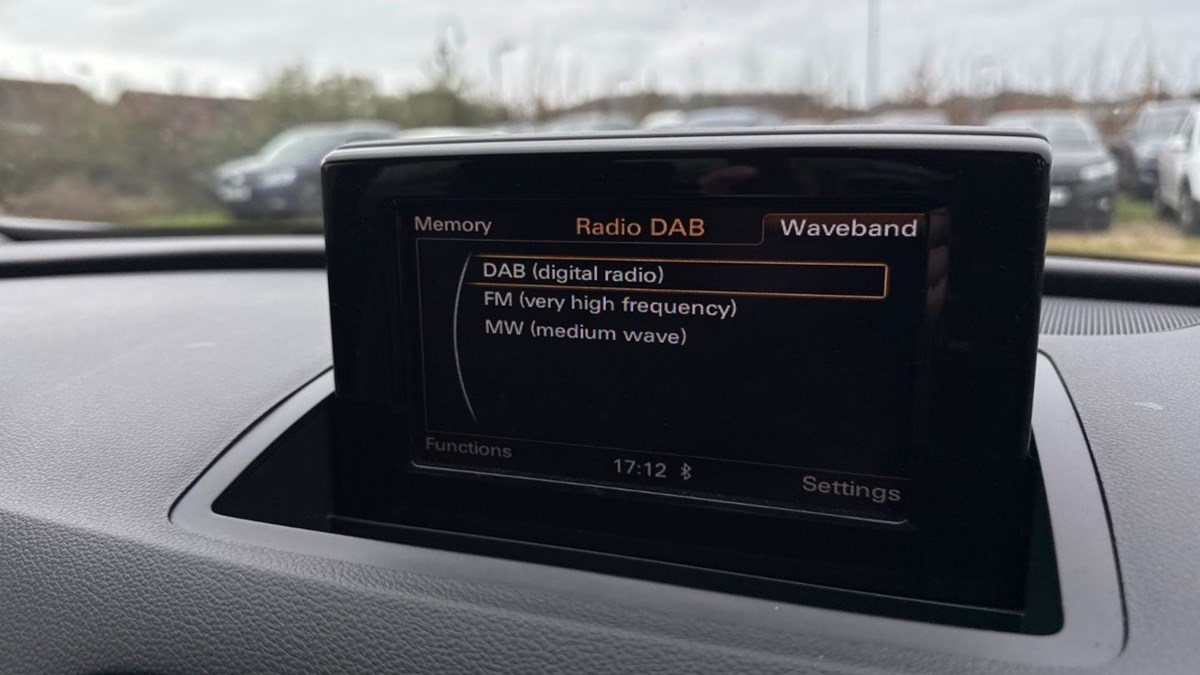 Memory Radio DAB Waveband
DAB (digital radio)
FM (very high frequency)
MW (medium wave)
Functions 17:12 Settings